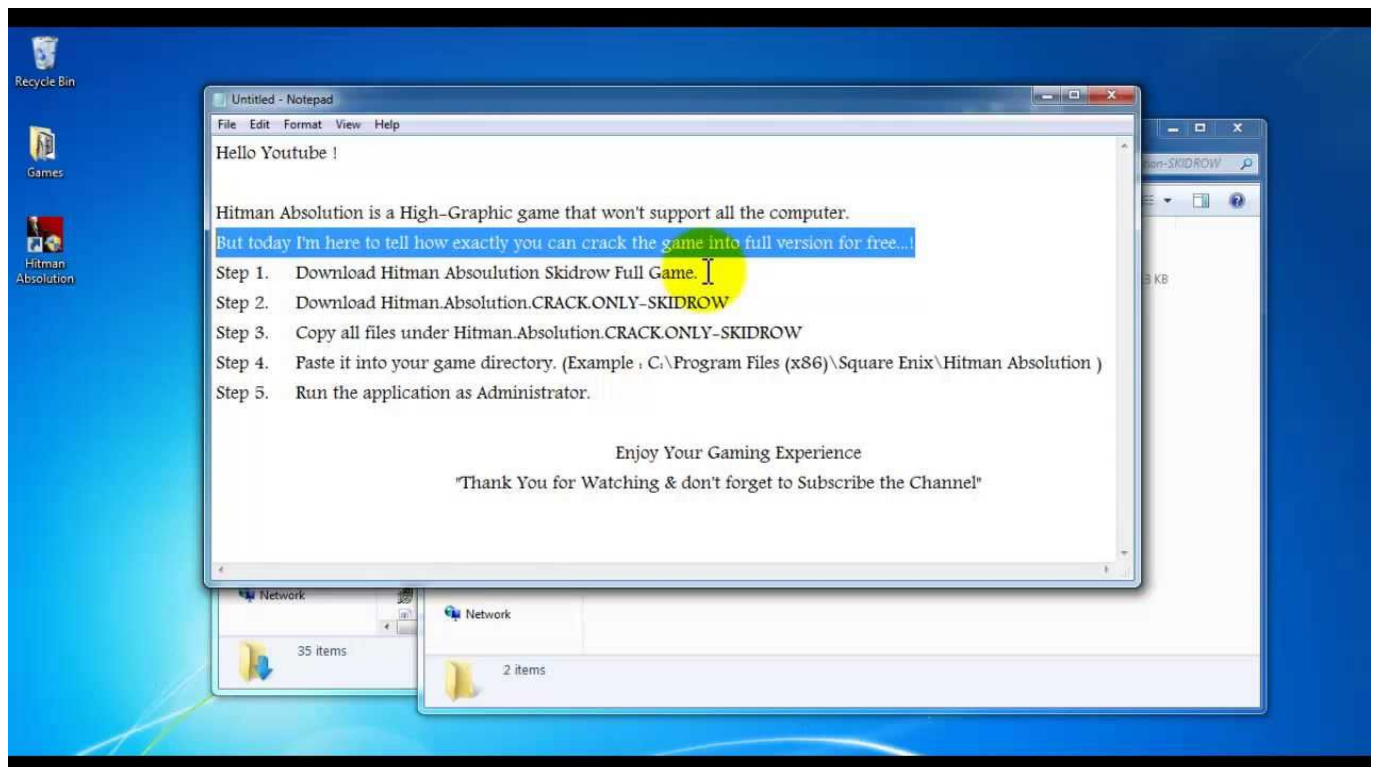 Recycle Bin
Games
Hitman
Absolution
Untitled - Notepad
File Edit Format View Help
Hello Youtube !
Hitman Absolution is a High-Graphic game that won't support all the computer.
But today I'm here to tell how exactly you can crack the game into full version for free...!
Step 1. Download Hitman Absoulution Skidrow Full Game.
Step 2. Download Hitman.Absolution.CRACK.ONLY-SKIDROW
Step 3. Copy all files under Hitman.Absolution.CRACK.ONLY-SKIDROW
Step 4. Paste it into your game directory. (Example : C:\Program Files (x86)\Square Enix\Hitman Absolution )
Step 5. Run the application as Administrator.
Enjoy Your Gaming Experience
"Thank You for Watching & don't forget to Subscribe the Channel"
-SKIDROW
KB
Network
35 items
Network
2 items